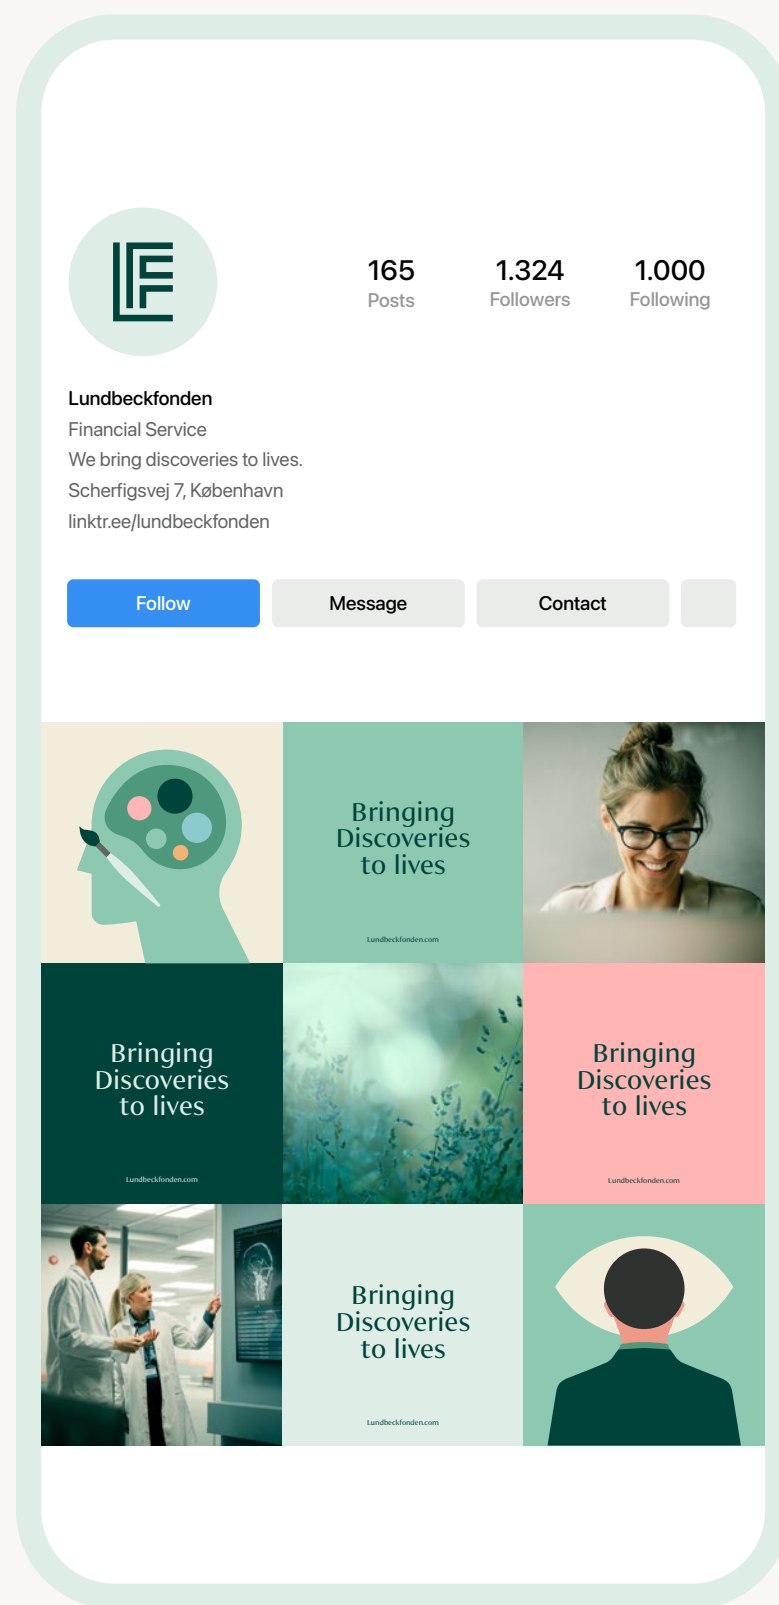 LF
165
Posts
1.324
Followers
1.000
Following
Lundbeckfonden
Financial Service
We bring discoveries to lives.
Scherfigsvej 7, København
linktr.ee/lundbeckfonden
Follow
Message
Contact
Bringing
Discoveries
to lives
Lundbeckfonden.com
Bringing
Discoveries
to lives
Lundbeckfonden.com
Bringing
Discoveries
to lives
Lundbeckfonden.com
Bringing
Discoveries
to lives
Lundbeckfonden.com